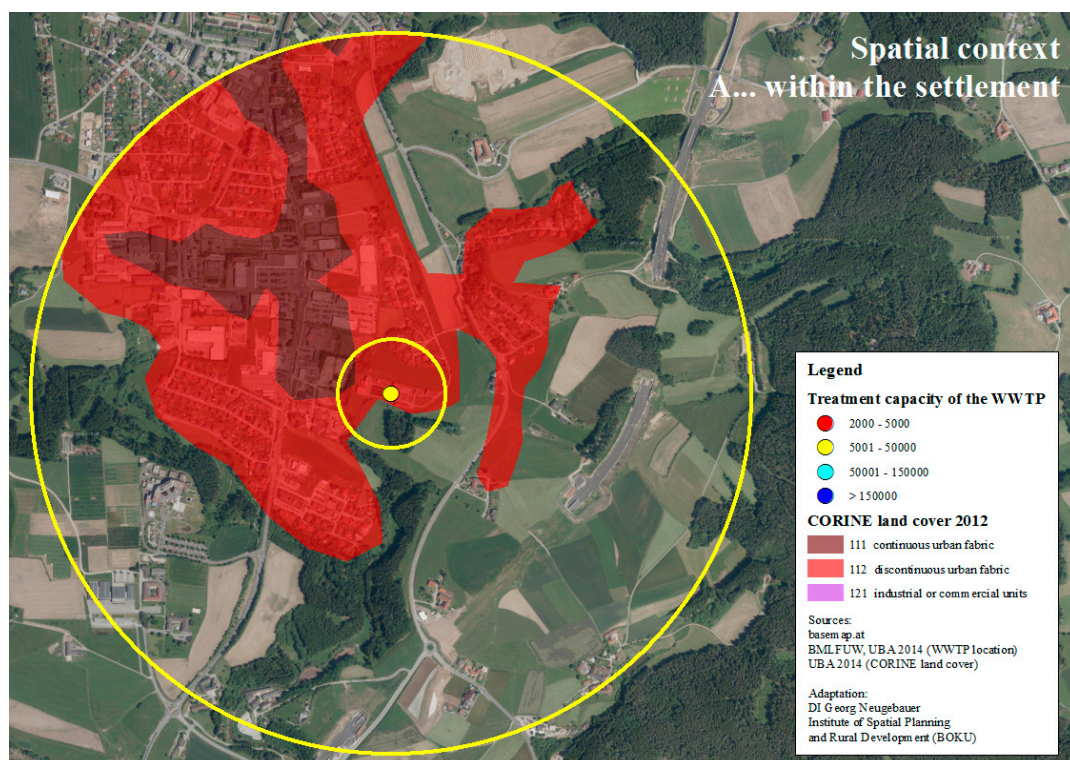 Spatial context
A... within the settlement
Legend
Treatment capacity of the WWTP
2000 - 5000
5001 - 50000
50001 - 150000
> 150000
CORINE land cover 2012
111 continuous urban fabric
112 discontinuous urban fabric
121 industrial or commercial units
Sources:
basemap.at
BMLFUW, UBA 2014 (WWTP location)
UBA 2014 (CORINE land cover)
Adaptation:
DI Georg Neugebauer
Institute of Spatial Planning
and Rural Development (BOKU)